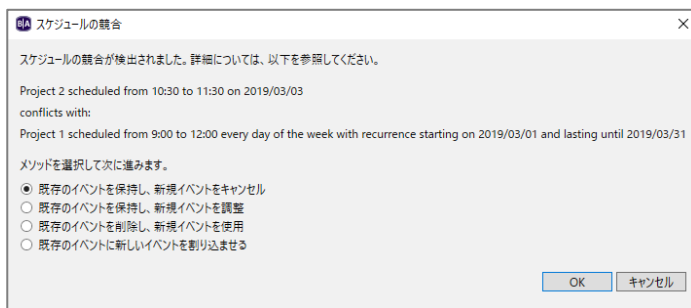 B|A スケジュールの競合
スケジュールの競合が検出されました。詳細については、以下を参照してください。
Project 2 scheduled from 10:30 to 11:30 on 2019/03/03
conflicts with:
Project 1 scheduled from 9:00 to 12:00 every day of the week with recurrence starting on 2019/03/01 and lasting until 2019/03/31
メソッドを選択して次に進みます。
既存のイベントを保持し、新規イベントをキャンセル
既存のイベントを保持し、新規イベントを調整
既存のイベントを削除し、新規イベントを使用
既存のイベントに新しいイベントを割り込ませる
OK キャンセル